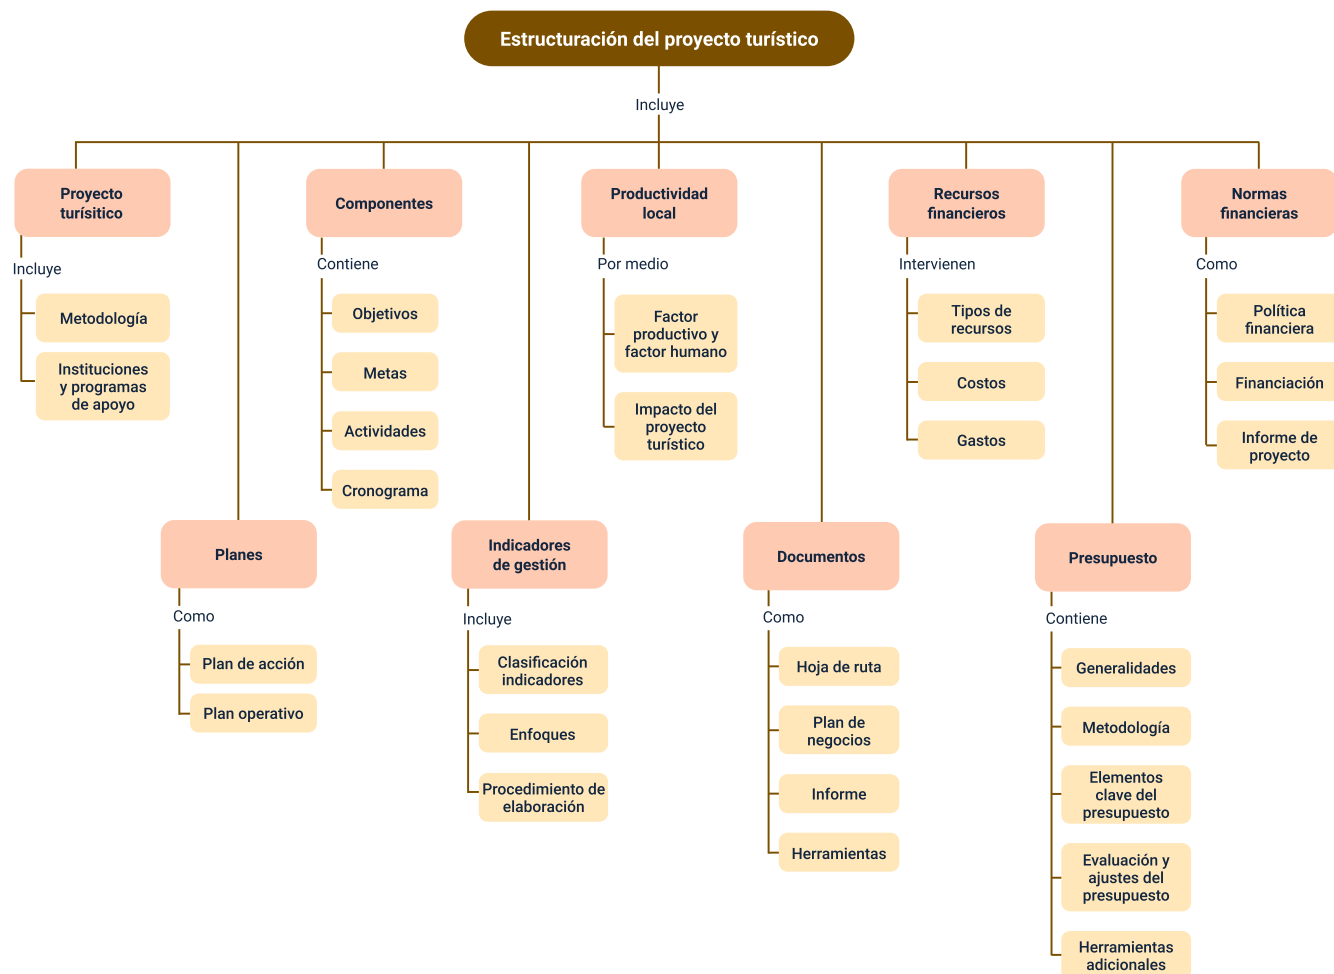 Estructuración del proyecto turístico
Incluye
Proyecto
turísitico
Incluye
Metodología
Instituciones
y programas
de apoyo
Componentes
Contiene
Objetivos
Metas
Actividades
Cronograma
Productividad
local
Por medio
Factor
productivo y
factor humano
Impacto del
proyecto
turístico
Recursos
financieros
Intervienen
Tipos de
recursos
Costos
Gastos
Normas
financieras
Como
Política
financiera
Financiación
Informe de
proyecto
Planes
Como
Plan de acción
Plan operativo
Indicadores
de gestión
Incluye
Clasificación
indicadores
Enfoques
Procedimiento de
elaboración
Documentos
Como
Hoja de ruta
Plan de
negocios
Informe
Herramientas
Presupuesto
Contiene
Generalidades
Metodología
Elementos
clave del
presupuesto
Evaluación y
ajustes del
presupuesto
Herramientas
adicionales